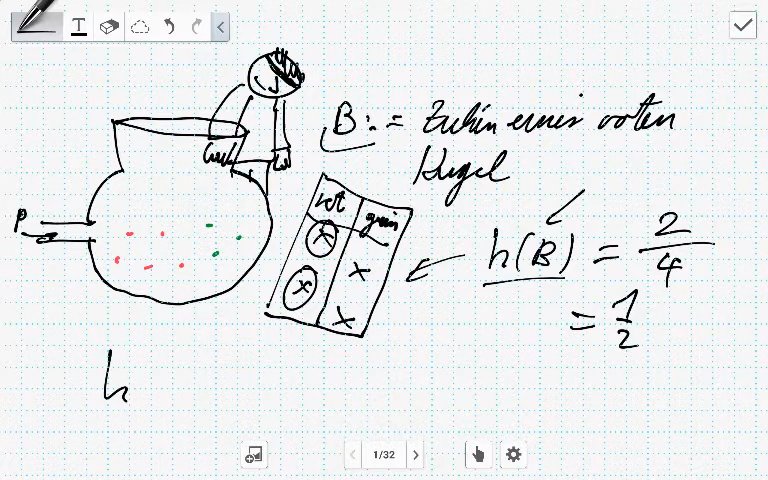 T
B := Ziehen einer roten
Kugel
rot grün
x
x
x
x
P
h(B) = 2/4
= 1/2
h
1/32